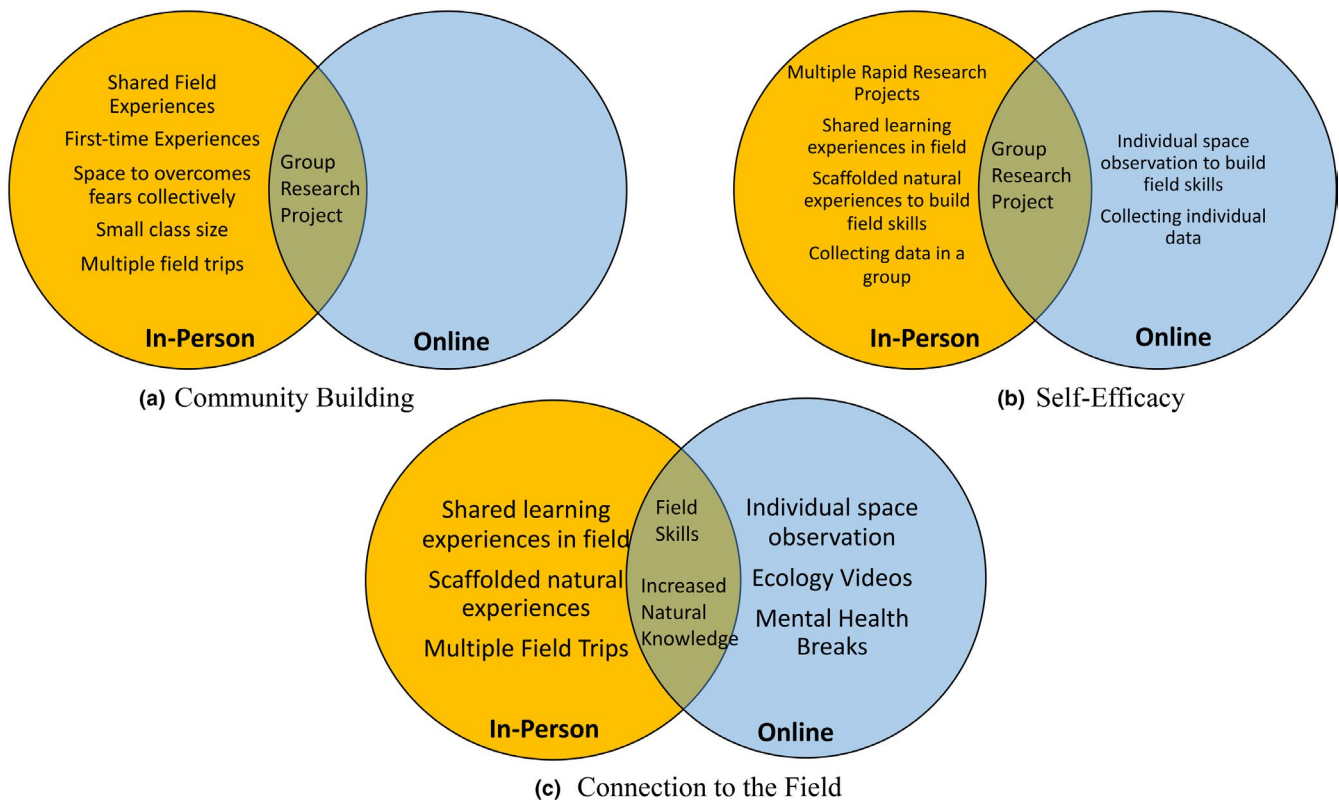 Shared Field
Experiences
First-time Experiences
Space to overcomes
fears collectively
Small class size
Multiple field trips
In-Person
Group
Research
Project
Online
(a) Community Building
Multiple Rapid Research
Projects
Shared learning
experiences in field
Scaffolded natural
experiences to build
field skills
Collecting data in a
group
In-Person
Group
Research
Project
Individual space
observation to build
field skills
Collecting individual
data
Online
(b) Self-Efficacy
Shared learning
experiences in field
Scaffolded natural
experiences
Multiple Field Trips
In-Person
Field
Skills
Increased
Natural
Knowledge
Individual space
observation
Ecology Videos
Mental Health
Breaks
Online
(c) Connection to the Field